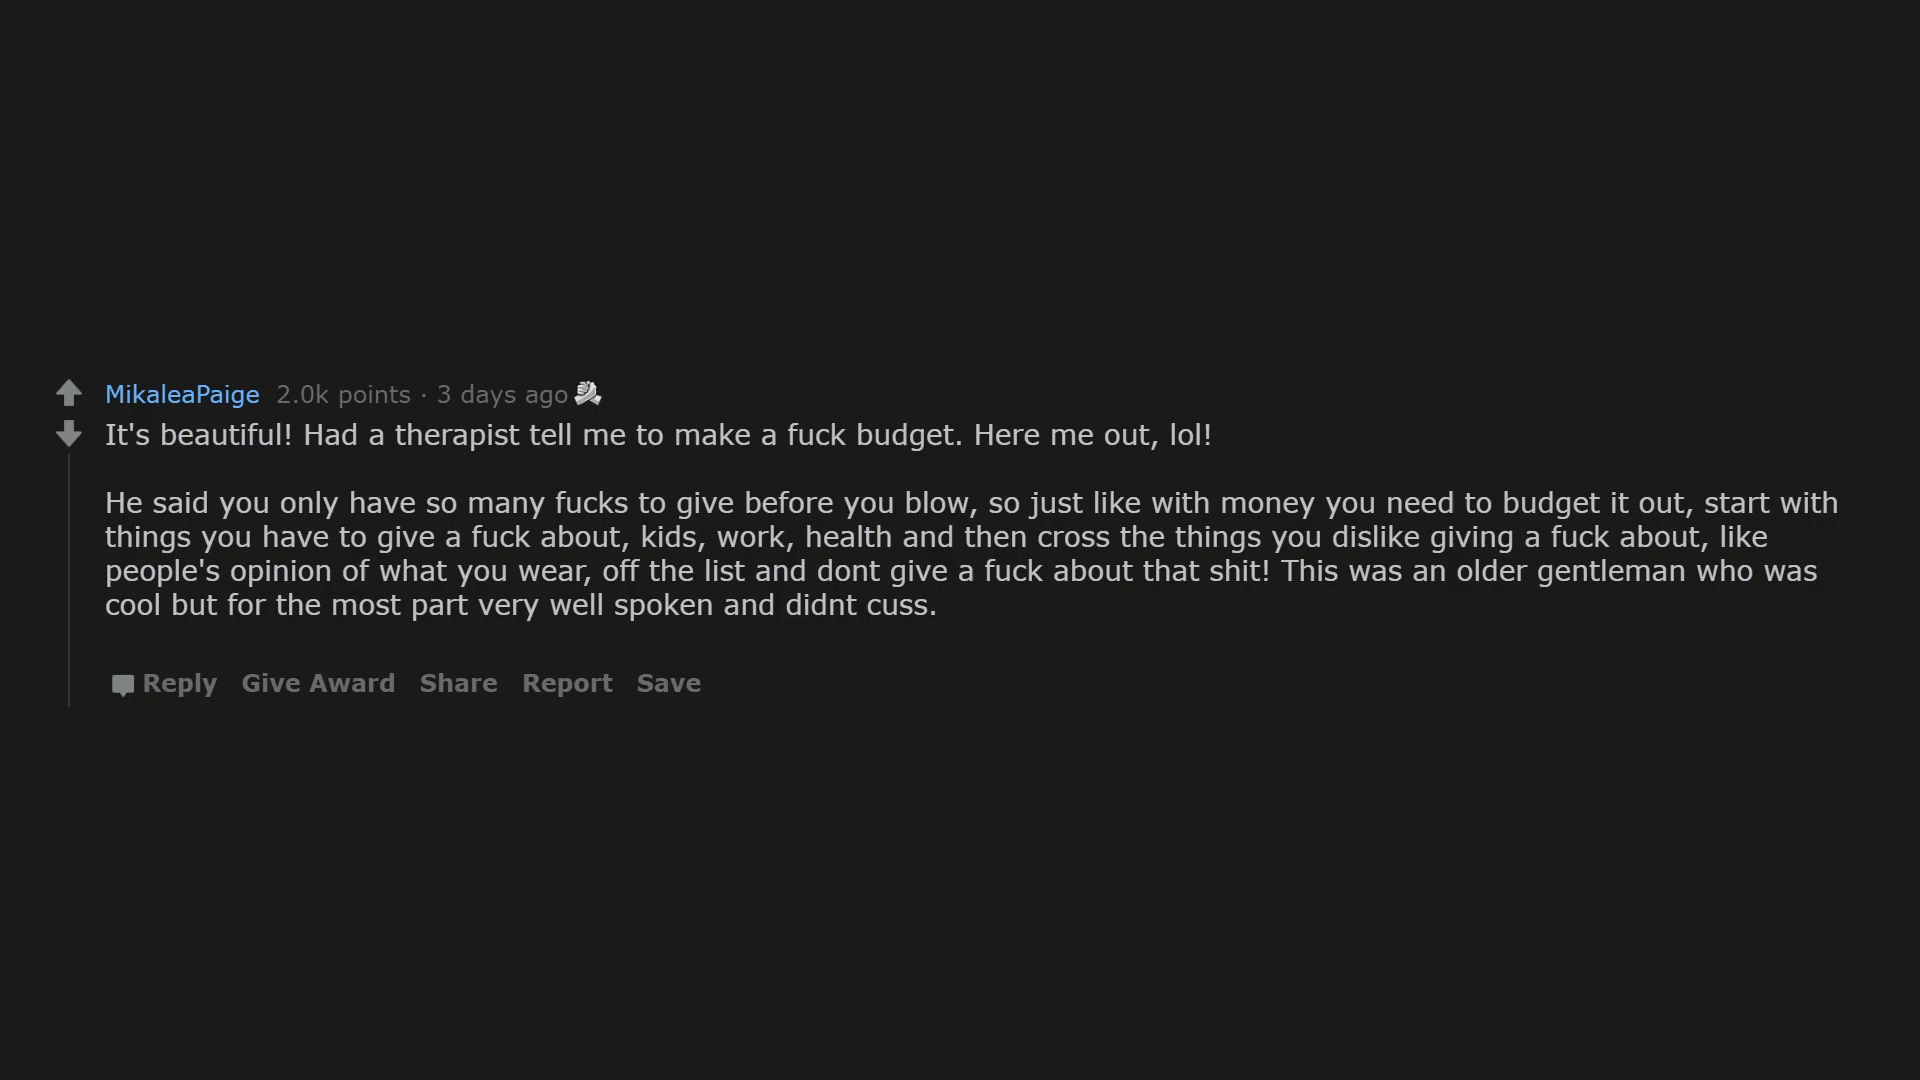 MikaleaPaige 2.0k points · 3 days ago
It's beautiful! Had a therapist tell me to make a fuck budget. Here me out, lol!
He said you only have so many fucks to give before you blow, so just like with money you need to budget it out, start with
things you have to give a fuck about, kids, work, health and then cross the things you dislike giving a fuck about, like
people's opinion of what you wear, off the list and dont give a fuck about that shit! This was an older gentleman who was
cool but for the most part very well spoken and didnt cuss.
Reply Give Award Share Report Save